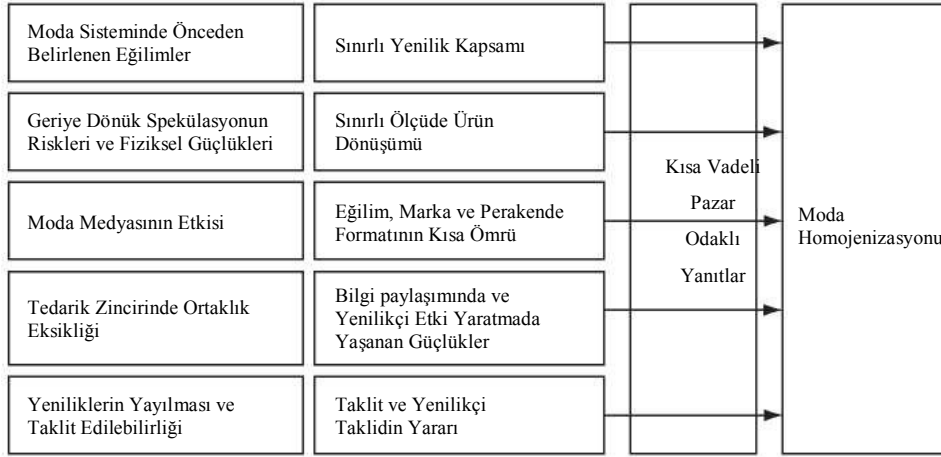 Moda Sisteminde Önceden
Belirlenen Eğilimler
Sınırlı Yenilik Kapsamı
Geriye Dönük Spekülasyonun
Riskleri ve Fiziksel Güçlükleri
Sınırlı Ölçüde Ürün
Dönüşümü
Moda Medyasının Etkisi
Eğilim, Marka ve Perakende
Formatının Kısa Ömrü
Tedarik Zincirinde Ortaklık
Eksikliği
Bilgi paylaşımında ve
Yenilikçi Etki Yaratmada
Yaşanan Güçlükler
Yeniliklerin Yayılması ve
Taklit Edilebilirliği
Taklit ve Yenilikçi
Taklidin Yararı
Kısa Vadeli
Pazar
Odaklı
Yanıtlar
Moda
Homojenizasyonu